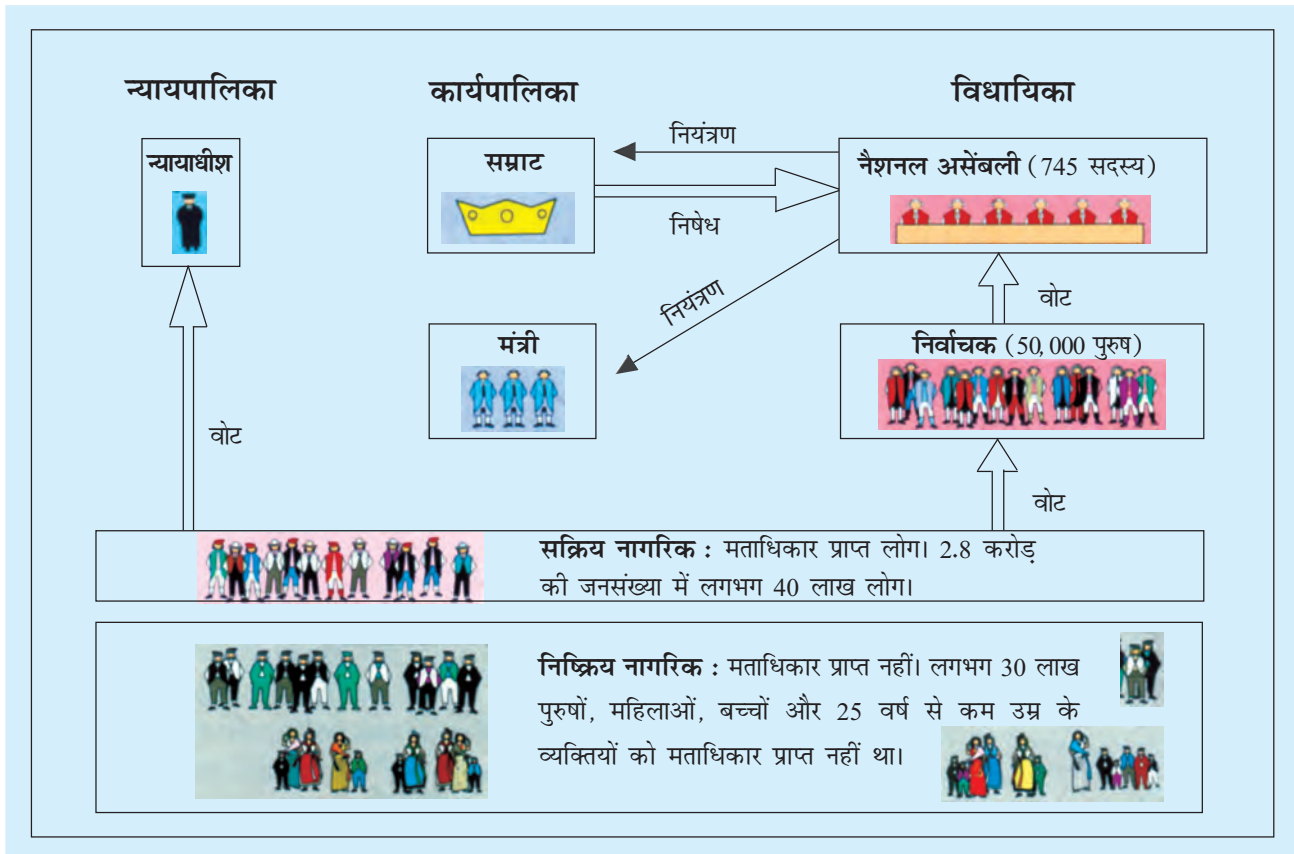 न्यायपालिका
कार्यपालिका
विधायिका
न्यायाधीश
सम्राट
नियंत्रण
निषेध
नैशनल असेंबली (745 सदस्य)
नियंत्रण
वोट
मंत्री
निर्वाचक (50,000 पुरुष)
वोट
वोट
सक्रिय नागरिक : मताधिकार प्राप्त लोग। 2.8 करोड़
की जनसंख्या में लगभग 40 लाख लोग।
निष्क्रिय नागरिक : मताधिकार प्राप्त नहीं। लगभग 30 लाख
पुरुषों, महिलाओं, बच्चों और 25 वर्ष से कम उम्र के
व्यक्तियों को मताधिकार प्राप्त नहीं था।